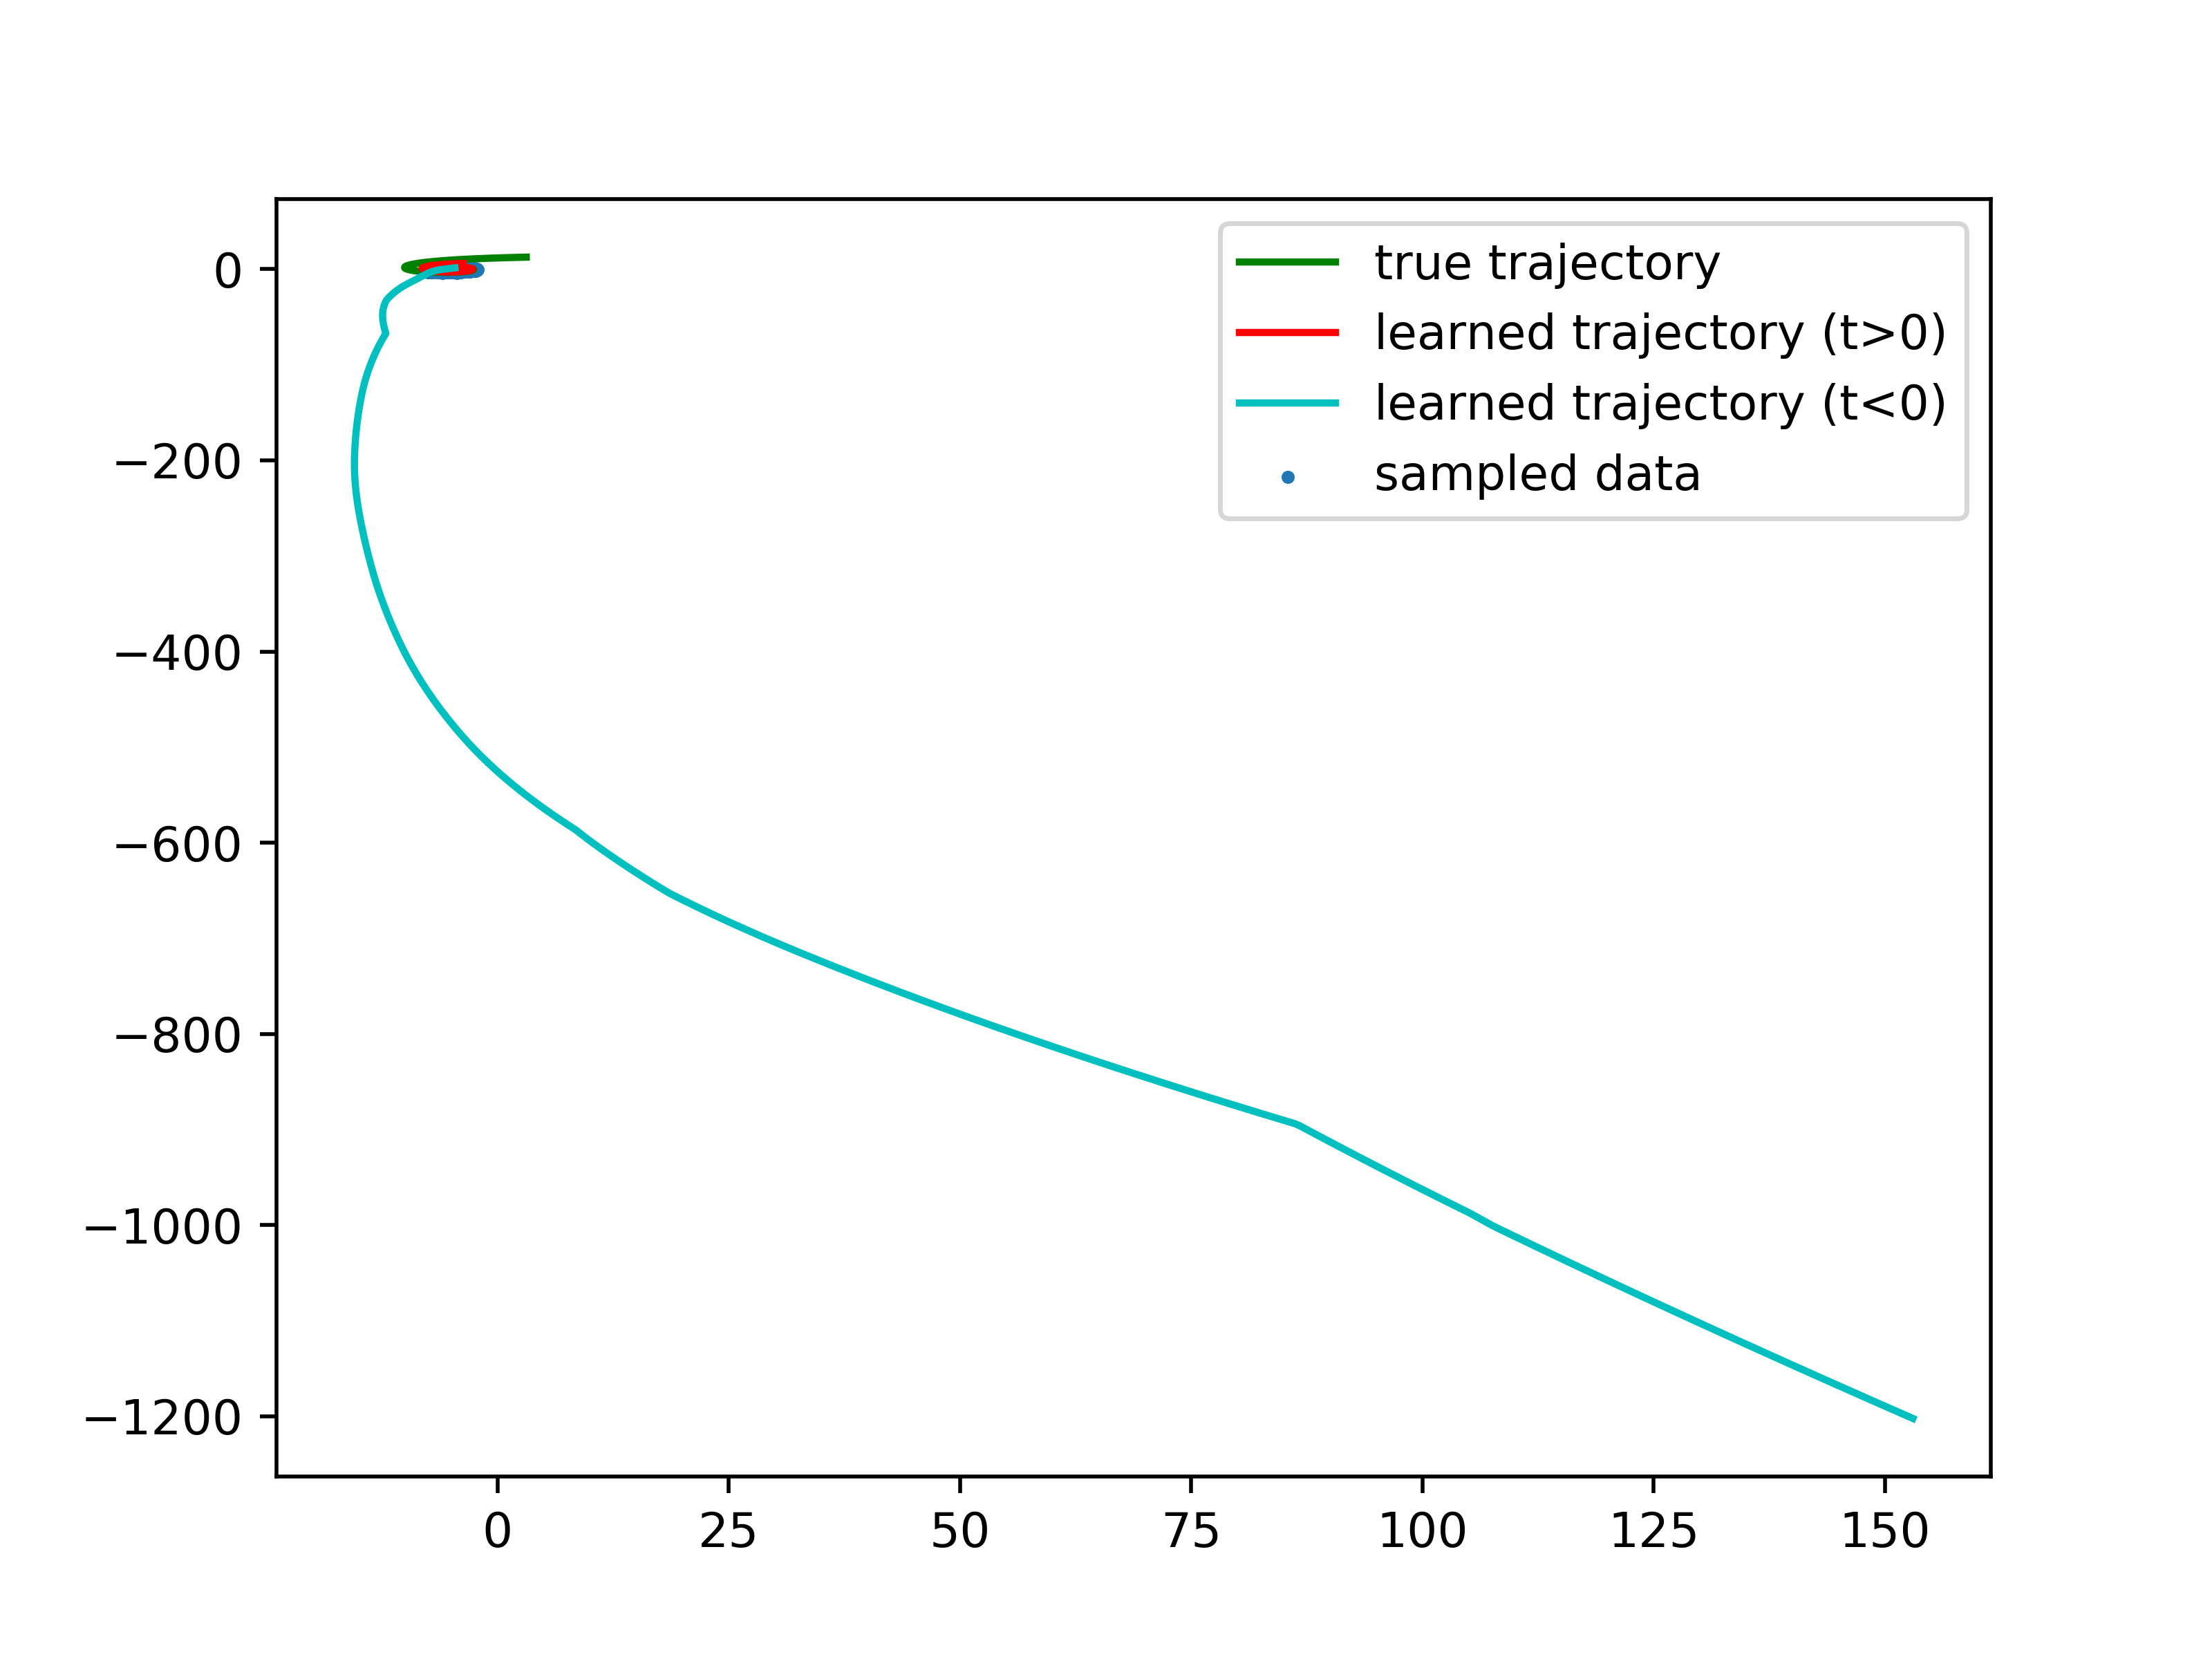 true trajectory
learned trajectory (t>0)
learned trajectory (t<0)
sampled data
0
−200
−400
−600
−800
−1000
−1200
0 25 50 75 100 125 150